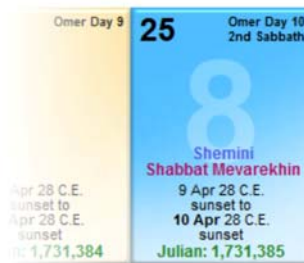 Omer Day 9
Apr 28 C.E.
sunset to
Apr 28 C.E.
sunset
: 1,731,384
25
Omer Day 10
2nd Sabbath
8
Shemini
Shabbat Mevarekhin
9 Apr 28 C.E.
sunset to
10 Apr 28 C.E.
sunset
Julian: 1,731,385